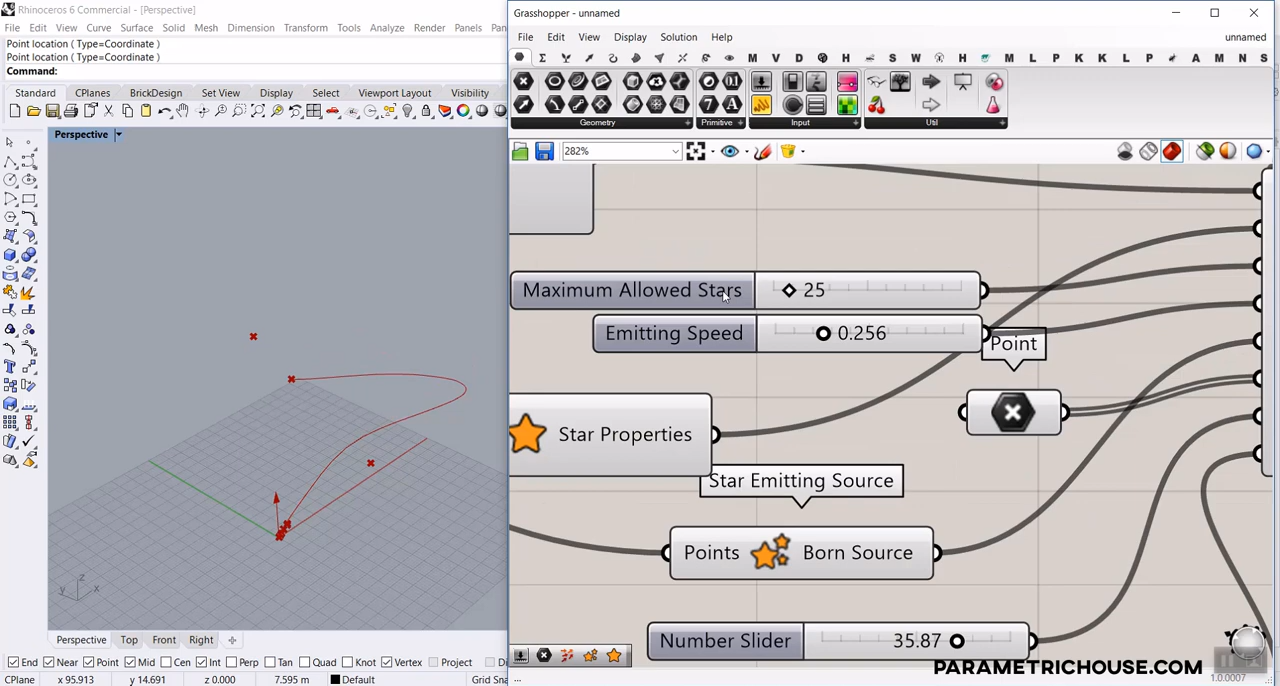 Rhinoceros 6 Commercial - [Perspective]
File Edit View Curve Surface Solid Mesh Dimension Transform Tools Analyze Render Panels
Point location ( Type=Coordinate )
Point location ( Type=Coordinate )
Command:
Standard CPlanes BrickDesign Set View Display Select Viewport Layout Visibility
Perspective
Perspective Top Front Right
End Near Point Mid Cen Int Perp Tan Quad Knot Vertex Project
CPlane x 95.913 y 14.691 z 0.000 7.595 m Default Grid Snap
Grasshopper - unnamed
File Edit View Display Solution Help unnamed
M V D H S W H M L P K B H K L P A M N S
Geometry Primitive Input Util
282%
Maximum Allowed Stars 25
Emitting Speed 0.256
Point
Star Properties
Star Emitting Source
Points Born Source
Number Slider 35.87
PARAMETRICHOUSE.COM
... 1.0.0007
z
y x